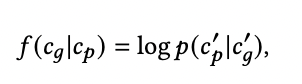 f(c_g|c_p) = log p(c'_p|c'_g),